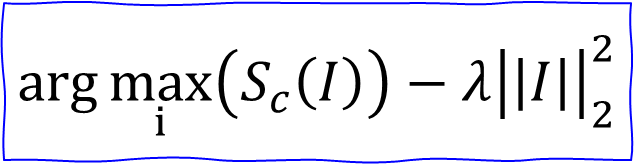 arg max_i (S_c(I)) − λ|||I|||_2^2